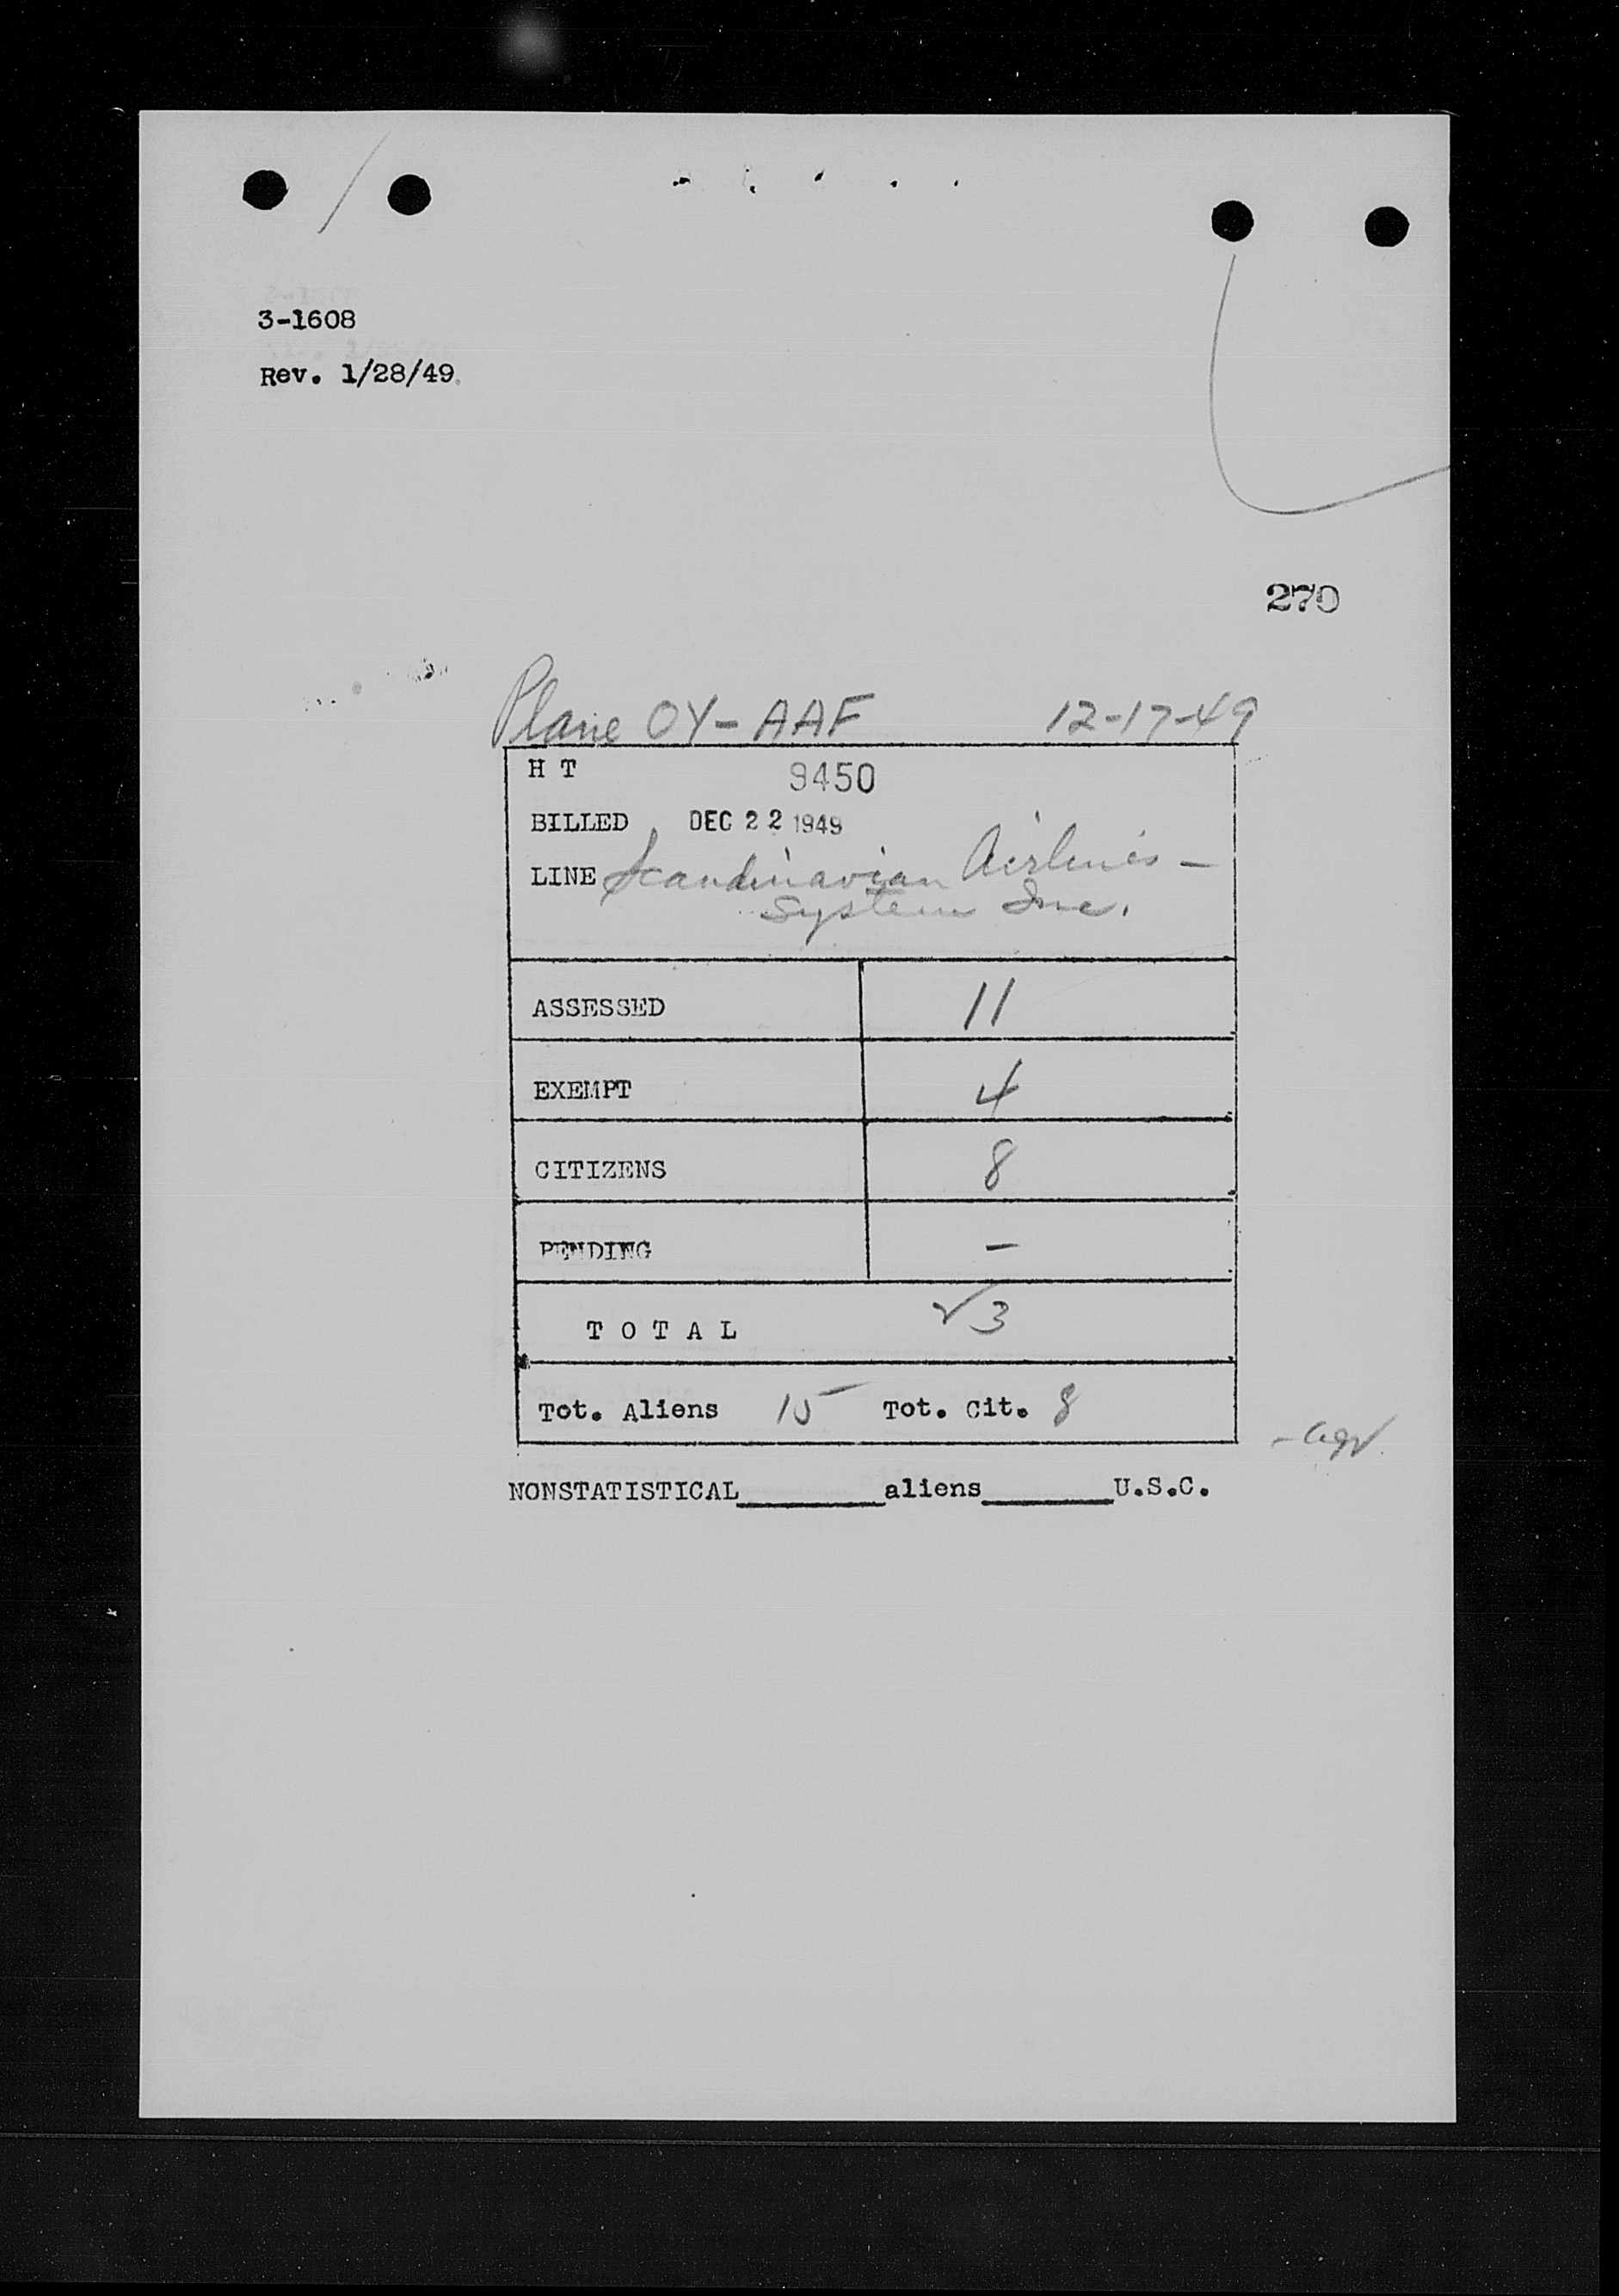 3-1608
Rev. 1/28/49
270
Plane OY-AAF 12-17-49
H T 9450
BILLED DEC 22 1949
LINE Scandinavian Airlines -
System Inc.
ASSESSED 11
EXEMPT 4
CITIZENS 8
PENDING -
TOTAL 23
Tot. Aliens 15 Tot. Cit. 8
NONSTATISTICAL________aliens_______U.S.C.